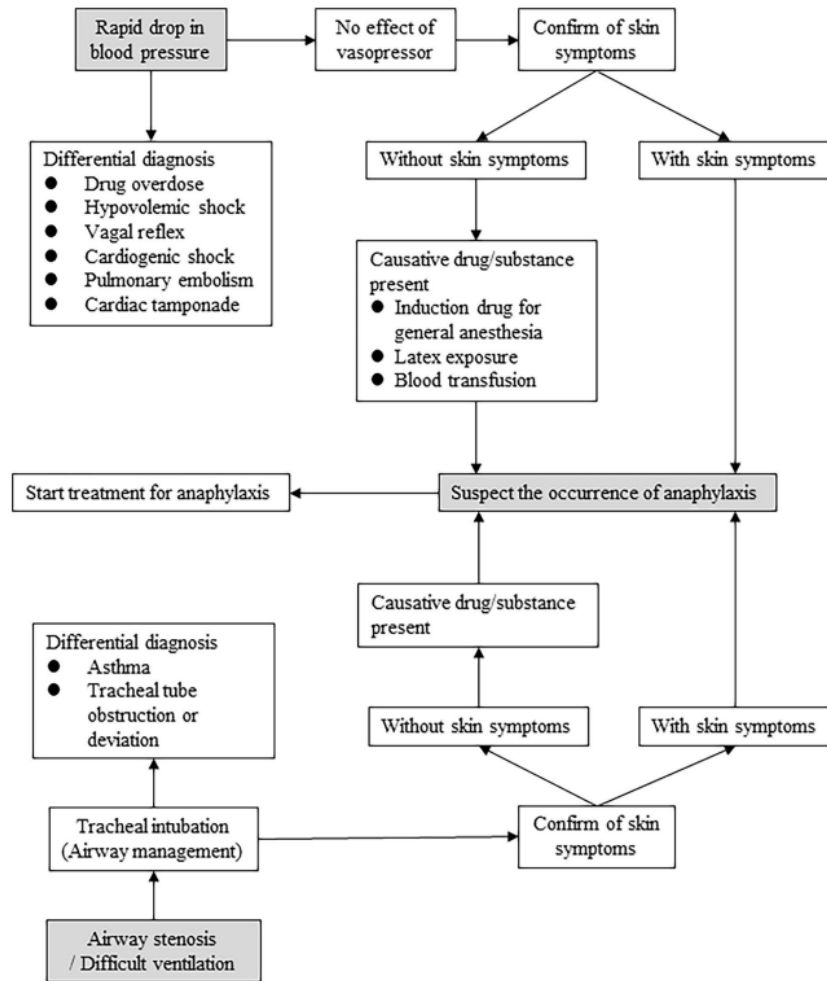 Rapid drop in
blood pressure
No effect of
vasopressor
Confirm of skin
symptoms
Without skin symptoms
With skin symptoms
Differential diagnosis
● Drug overdose
● Hypovolemic shock
● Vagal reflex
● Cardiogenic shock
● Pulmonary embolism
● Cardiac tamponade
Causative drug/substance
present
● Induction drug for
general anesthesia
● Latex exposure
● Blood transfusion
Start treatment for anaphylaxis
Suspect the occurrence of anaphylaxis
Causative drug/substance
present
Differential diagnosis
● Asthma
● Tracheal tube
obstruction or
deviation
Without skin symptoms
With skin symptoms
Tracheal intubation
(Airway management)
Confirm of skin
symptoms
Airway stenosis
/ Difficult ventilation